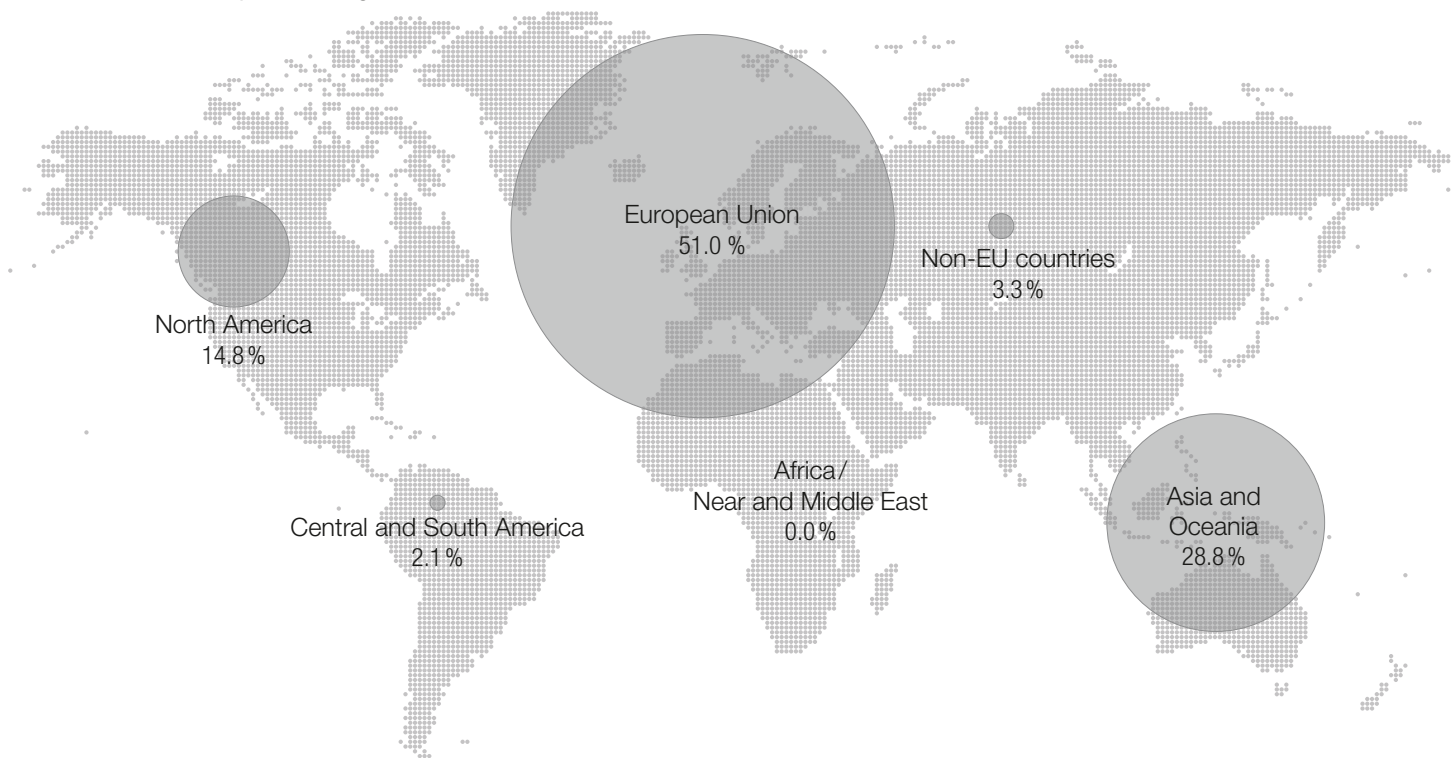 European Union
51.0 %
Non-EU countries
3.3 %
North America
14.8 %
Africa /
Near and Middle East
0.0 %
Asia and
Oceania
28.8 %
Central and South America
2.1 %